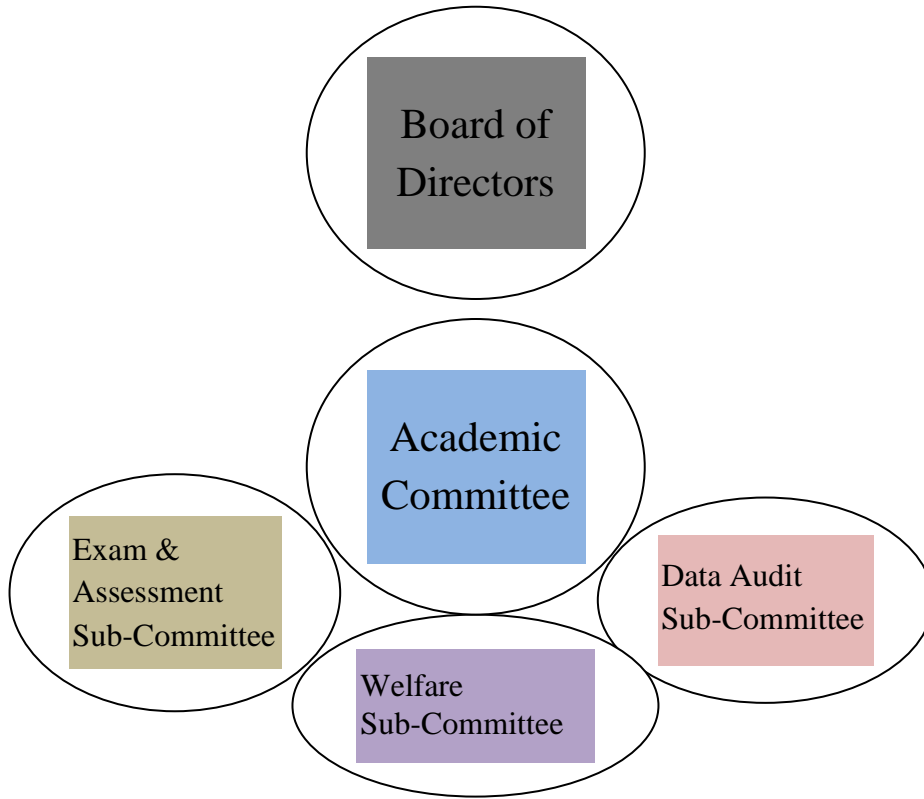 Board of
Directors
Academic
Committee
Exam &
Assessment
Sub-Committee
Data Audit
Sub-Committee
Welfare
Sub-Committee